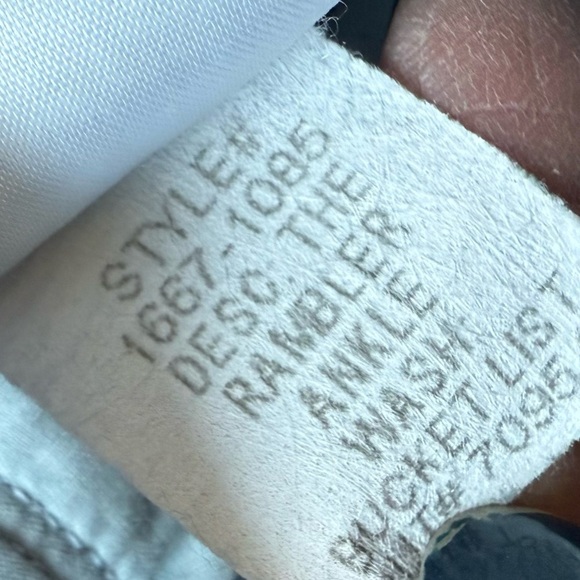 STYLE#
1667-1085
DESC. THE
RAMBLER
ANKLE
WASH
BUCKET LIST
7095